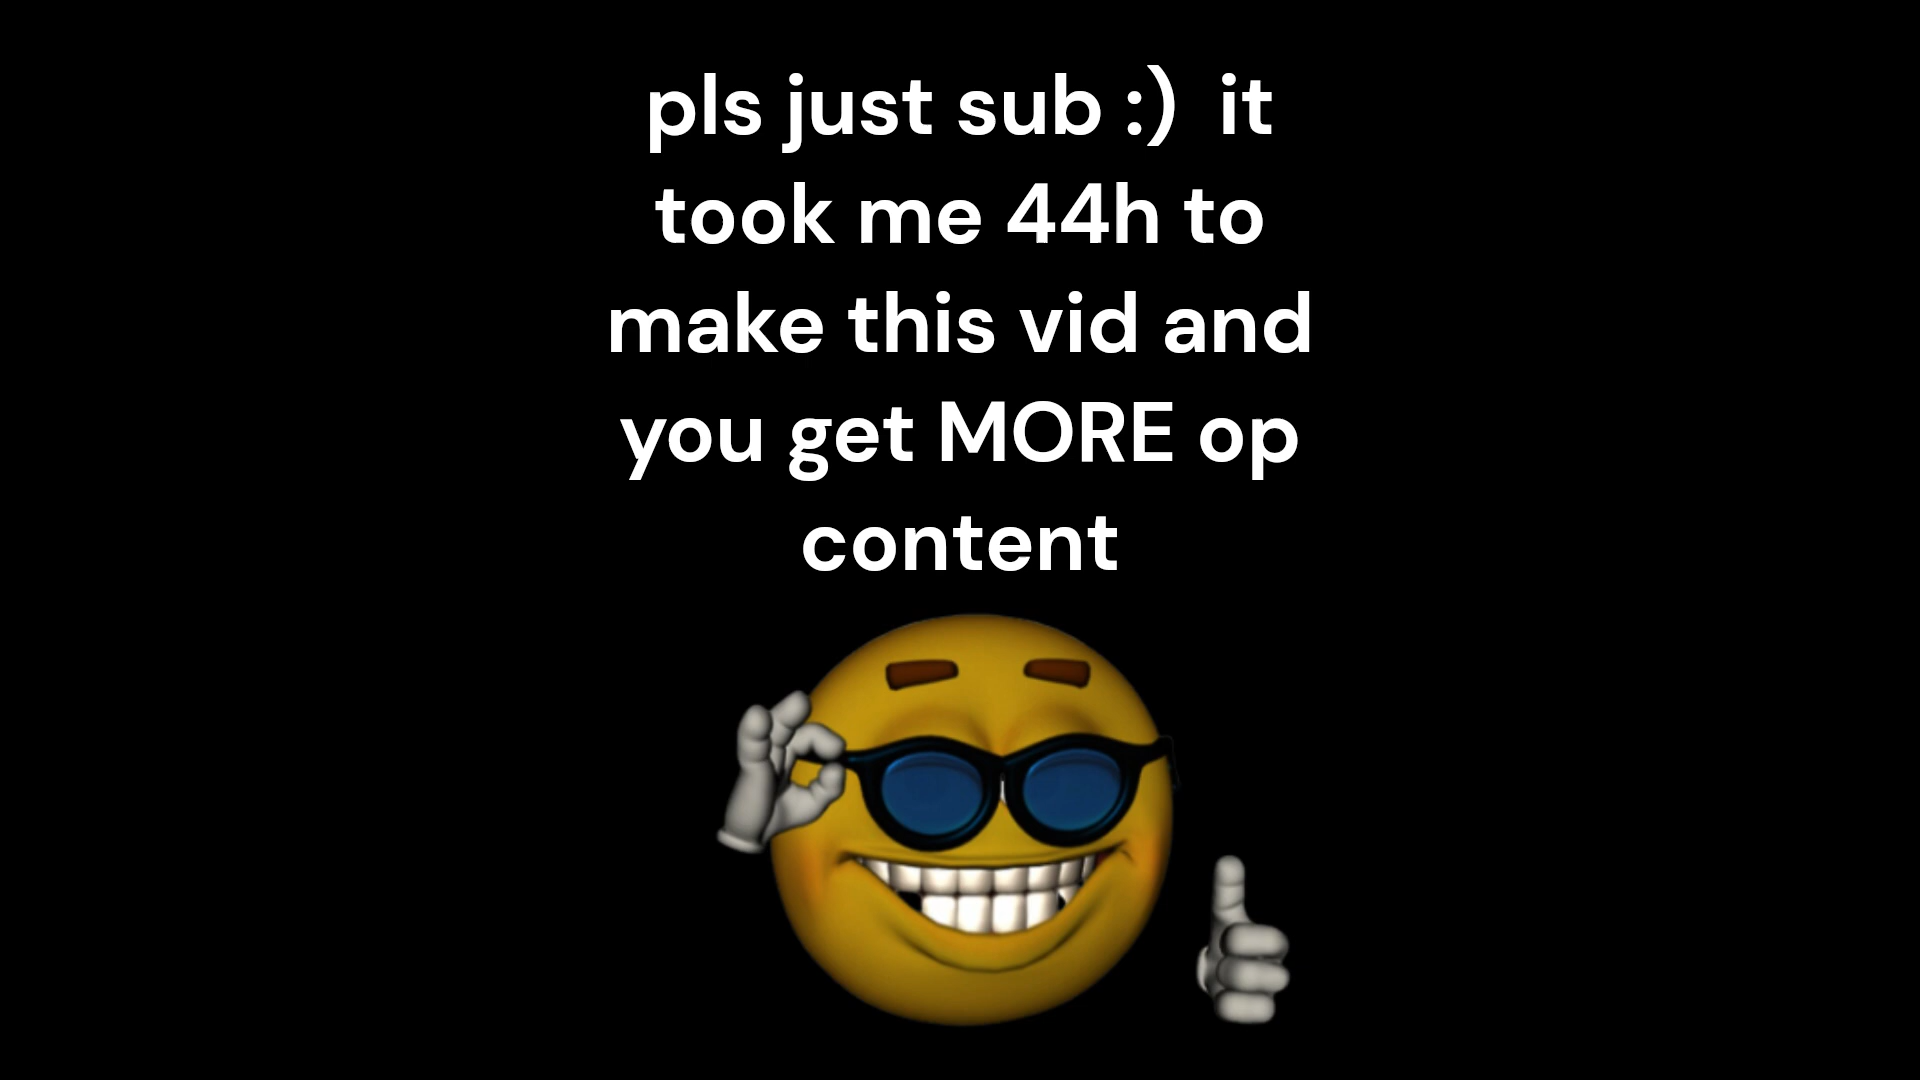 pls just sub :)  it
took me 44h to
make this vid and
you get MORE op
content